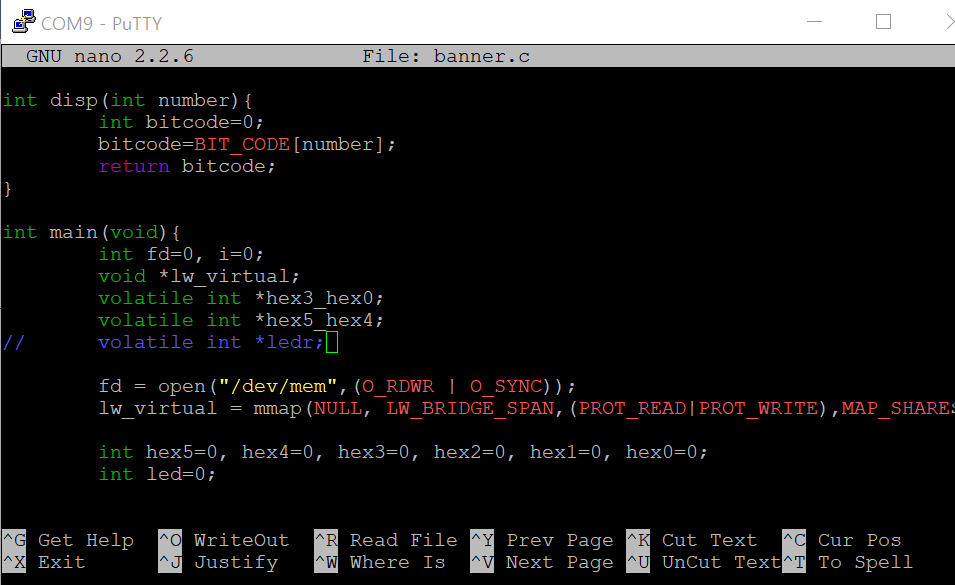 COM9 - PuTTY
GNU nano 2.2.6 File: banner.c
int disp(int number){
int bitcode=0;
bitcode=BIT_CODE[number];
return bitcode;
}
int main(void){
int fd=0, i=0;
void *lw_virtual;
volatile int *hex3_hex0;
volatile int *hex5_hex4;
// volatile int *ledr;
fd = open("/dev/mem",(O_RDWR | O_SYNC));
lw_virtual = mmap(NULL, LW_BRIDGE_SPAN,(PROT_READ|PROT_WRITE),MAP_SHARE$
int hex5=0, hex4=0, hex3=0, hex2=0, hex1=0, hex0=0;
int led=0;
^G Get Help ^O WriteOut ^R Read File ^Y Prev Page ^K Cut Text ^C Cur Pos
^X Exit ^J Justify ^W Where Is ^V Next Page ^U UnCut Text ^T To Spell